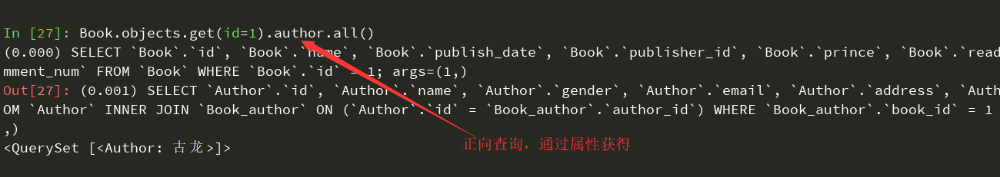 In [27]: Book.objects.get(id=1).author.all()
(0.000) SELECT `Book`.`id`, `Book`.`name`, `Book`.`publish_date`, `Book`.`publisher_id`, `Book`.`prince`, `Book`.`read
mment_num` FROM `Book` WHERE `Book`.`id` = 1; args=(1,)
Out[27]: (0.001) SELECT `Author`.`id`, `Author`.`name`, `Author`.`gender`, `Author`.`email`, `Author`.`address`, `Auth
OM `Author` INNER JOIN `Book_author` ON (`Author`.`id` = `Book_author`.`author_id`) WHERE `Book_author`.`book_id` = 1
,)
<QuerySet [<Author: 古龙>]>
正向查询，通过属性获得